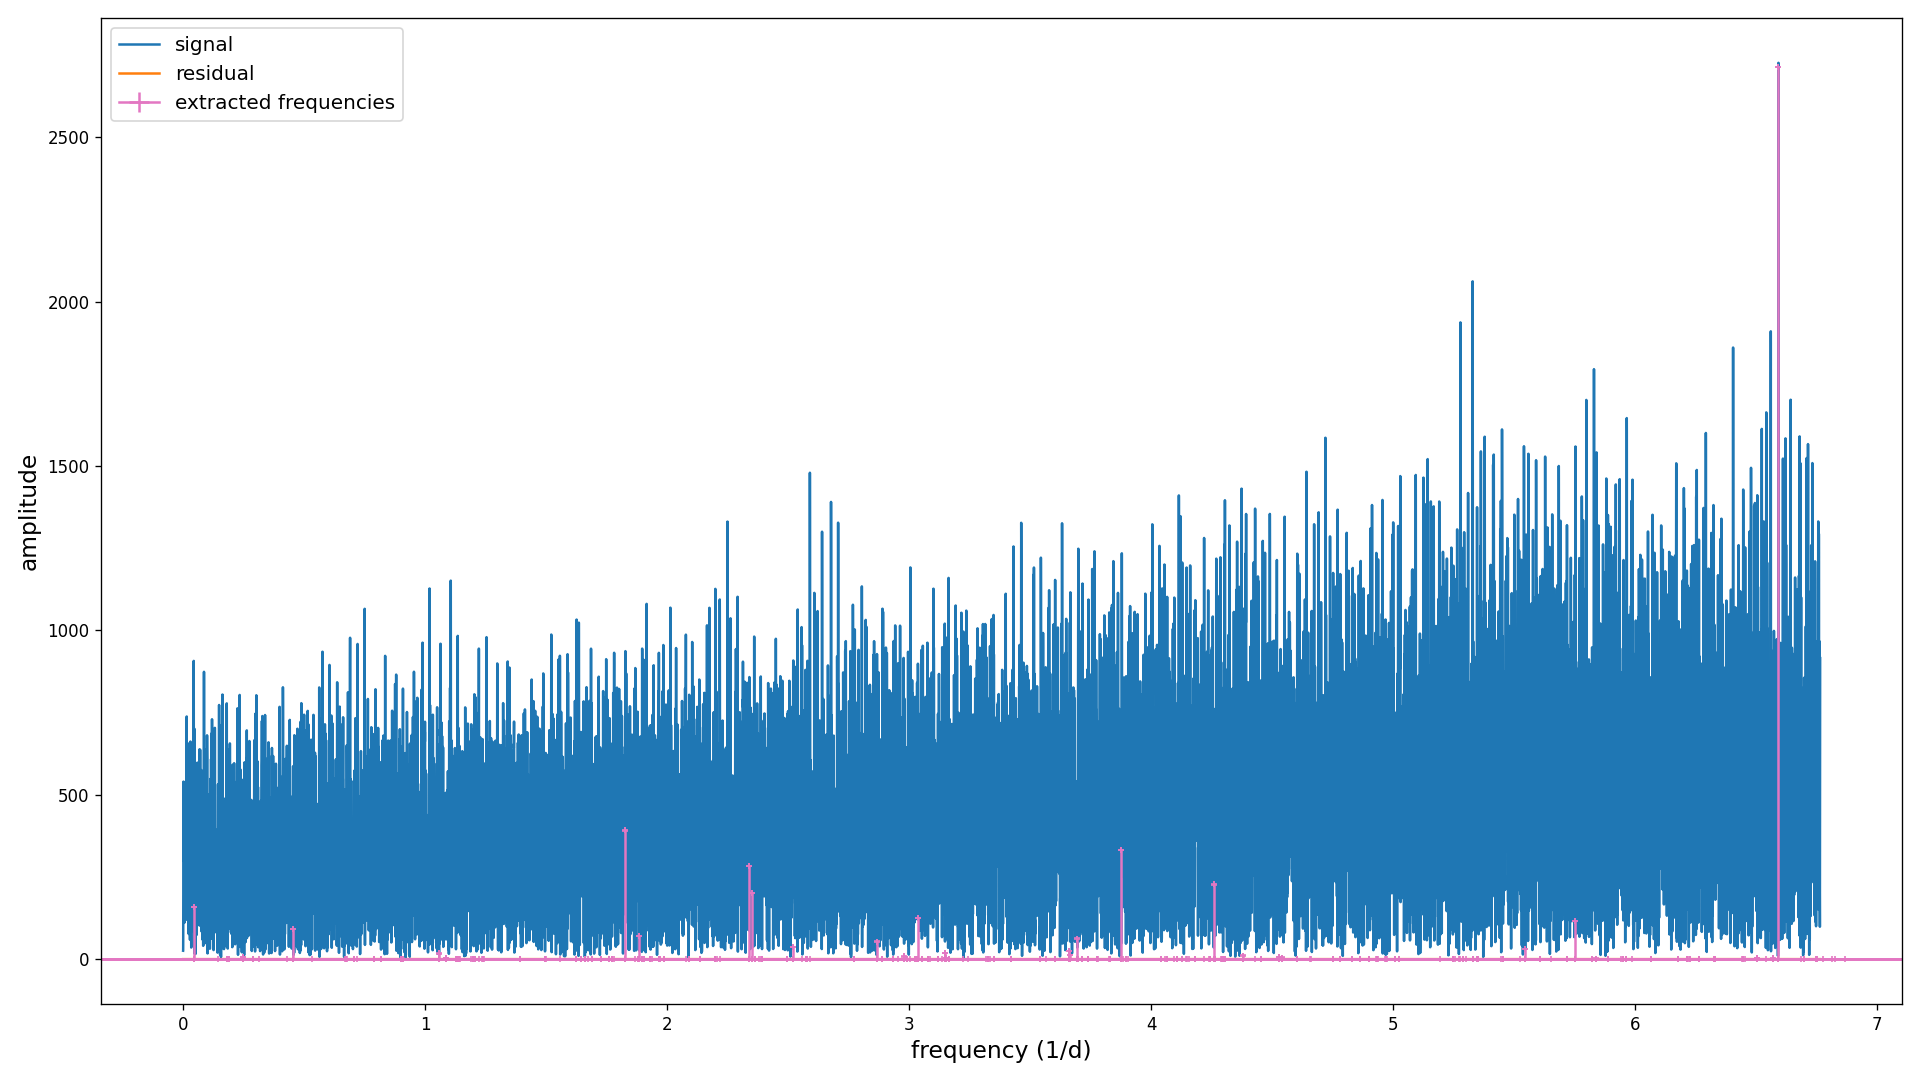 signal
residual
extracted frequencies
2500
2000
1500
1000
500
0
amplitude
0 1 2 3 4 5 6 7
frequency (1/d)